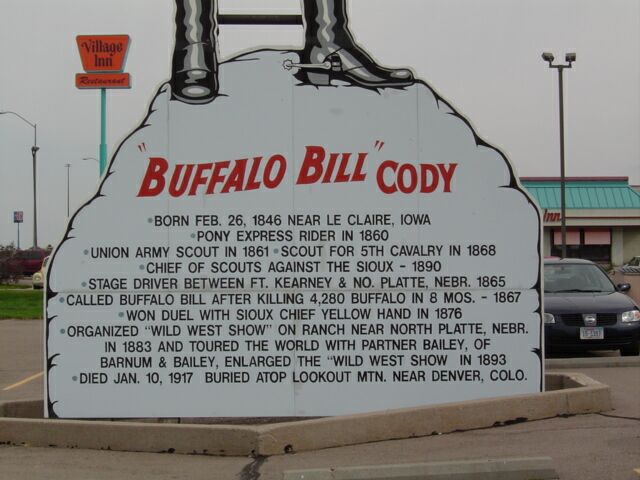 Village
Inn
Restaurant
"BUFFALO BILL" CODY
•BORN FEB. 26, 1846 NEAR LE CLAIRE, IOWA
•PONY EXPRESS RIDER IN 1860
•UNION ARMY SCOUT IN 1861 •SCOUT FOR 5TH CAVALRY IN 1868
•CHIEF OF SCOUTS AGAINST THE SIOUX - 1890
•STAGE DRIVER BETWEEN FT. KEARNEY & NO. PLATTE, NEBR. 1865
•CALLED BUFFALO BILL AFTER KILLING 4,280 BUFFALO IN 8 MOS. - 1867
•WON DUEL WITH SIOUX CHIEF YELLOW HAND IN 1876
•ORGANIZED "WILD WEST SHOW" ON RANCH NEAR NORTH PLATTE, NEBR.
IN 1883 AND TOURED THE WORLD WITH PARTNER BAILEY, OF
BARNUM & BAILEY, ENLARGED THE "WILD WEST SHOW IN 1893
•DIED JAN. 10, 1917 BURIED ATOP LOOKOUT MTN. NEAR DENVER, COLO.
Inn